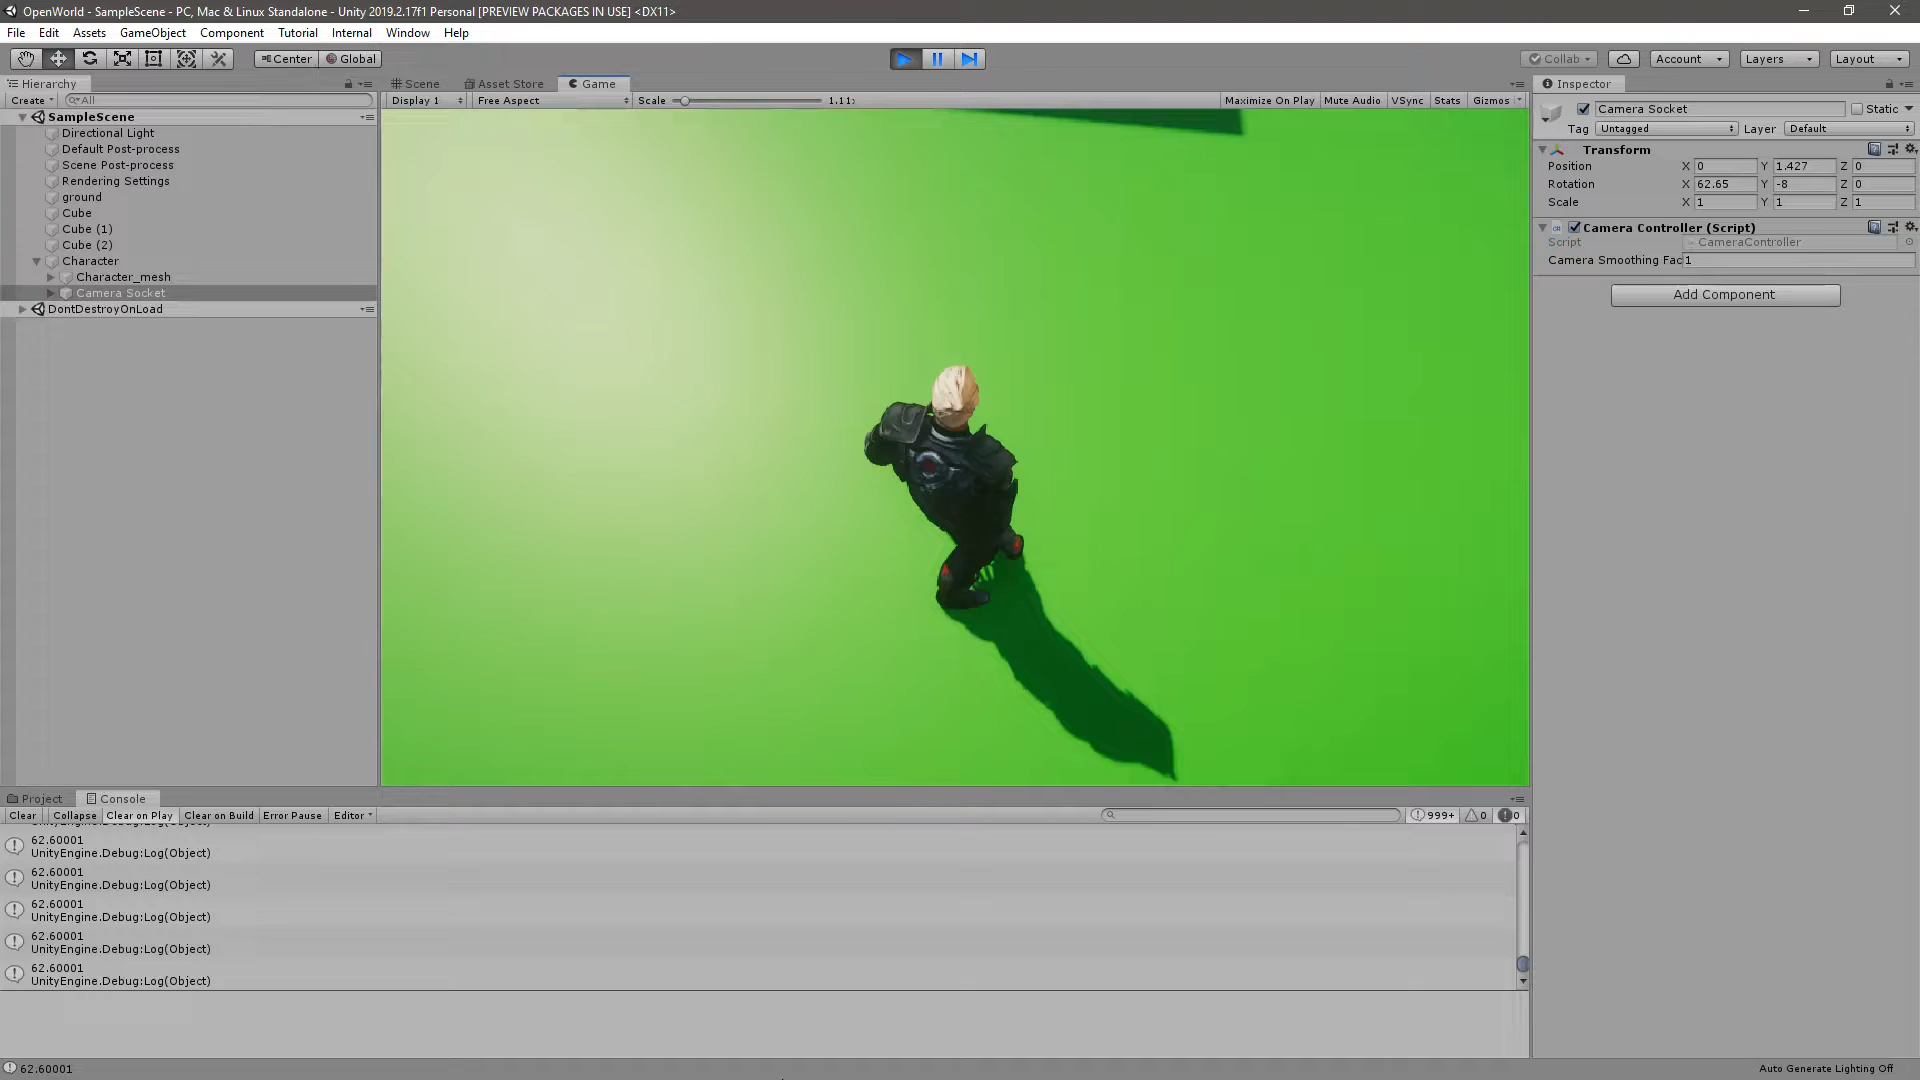 OpenWorld - SampleScene - PC, Mac & Linux Standalone - Unity 2019.2.17f1 Personal [PREVIEW PACKAGES IN USE] <DX11>
File Edit Assets GameObject Component Tutorial Internal Window Help
Center Global Collab Account Layers Layout
Hierarchy
Create All
SampleScene
Directional Light
Default Post-process
Scene Post-process
Rendering Settings
ground
Cube
Cube (1)
Cube (2)
Character
Character_mesh
Camera Socket
DontDestroyOnLoad
Scene Asset Store Game
Display 1 Free Aspect Scale 1.11 Maximize On Play Mute Audio VSync Stats Gizmos
Inspector
Camera Socket Static
Tag Untagged Layer Default
Transform
Position X 0 Y 1.427 Z 0
Rotation X 62.65 Y -8 Z 0
Scale X 1 Y 1 Z 1
Camera Controller (Script)
Script CameraController
Camera Smoothing Fac 1
Add Component
Project Console
Clear Collapse Clear on Play Clear on Build Error Pause Editor 999+ 0 0
62.60001
UnityEngine.Debug:Log(Object)
62.60001
UnityEngine.Debug:Log(Object)
62.60001
UnityEngine.Debug:Log(Object)
62.60001
UnityEngine.Debug:Log(Object)
62.60001
UnityEngine.Debug:Log(Object)
62.60001
Auto Generate Lighting Off